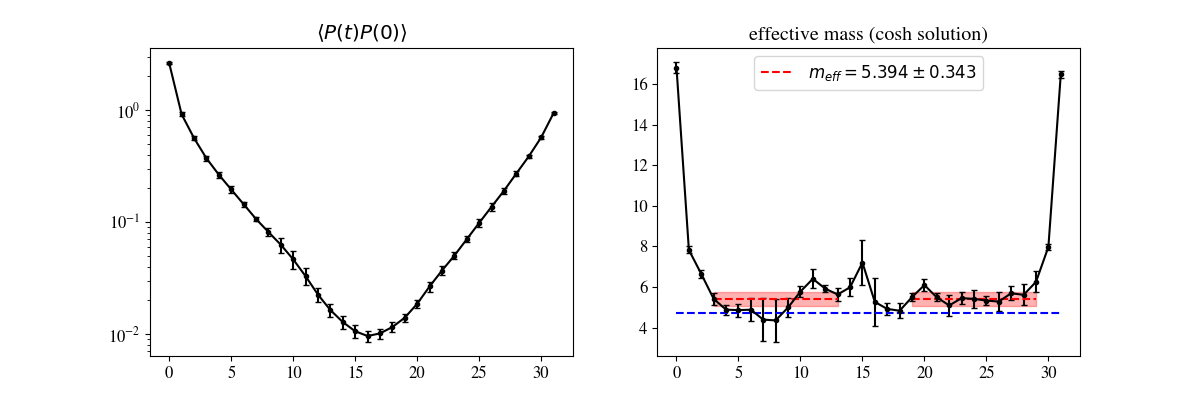 ⟨P(t)P(0)⟩
10⁰
10⁻¹
10⁻²
0 5 10 15 20 25 30
effective mass (cosh solution)
m_eff = 5.394 ± 0.343
16
14
12
10
8
6
4
0 5 10 15 20 25 30